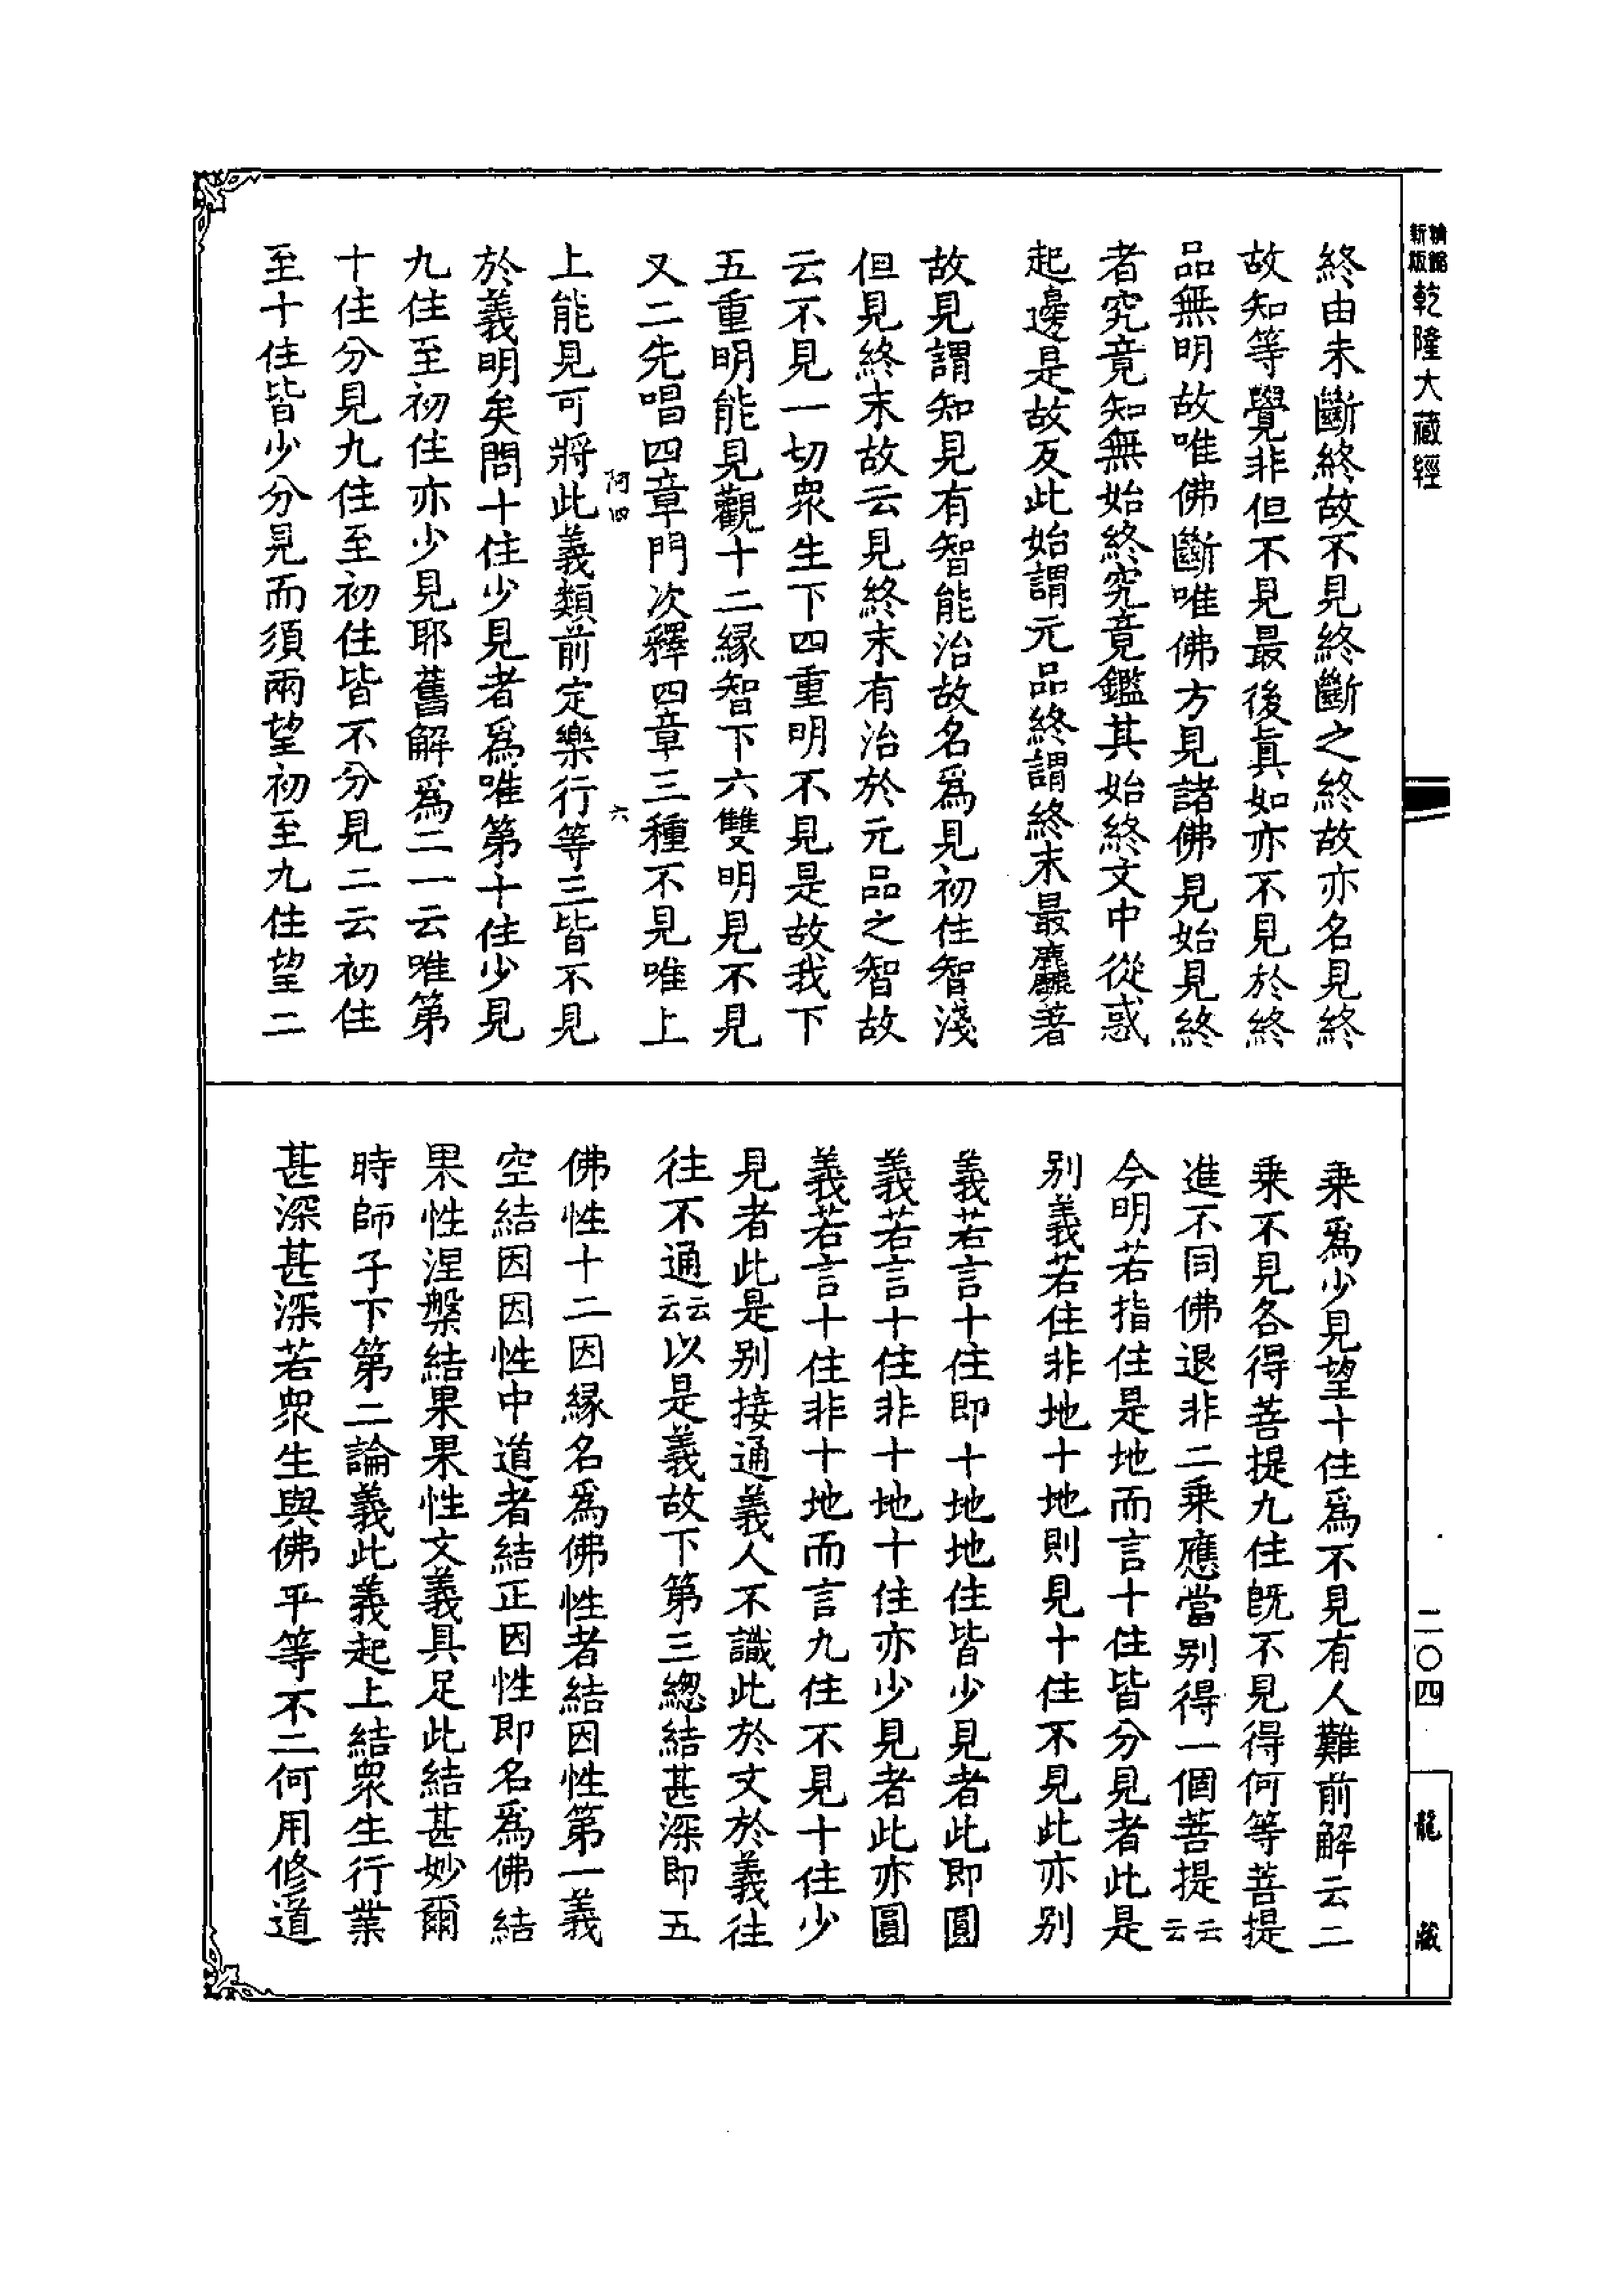 精縮新版乾隆大藏經
終由未斷終故不見終斷之終故亦名見終
故知等覺非但不見最後真如亦不見於終
品無明故唯佛斷唯佛方見諸佛見始見終
者究竟知無始終究竟鑑其始終文中從惑
起邊是故反此始謂元品終謂終末最麤著
故見謂知見有智能治故名爲見初住智淺
但見終末故云見終末有治於元品之智故
云不見一切衆生下四重明不見是故我下
五重明能見觀十二緣智下六雙明見不見
又二先唱四章門次釋四章三種不見唯上
阿四
六
上能見可將此義類前定樂行等三皆不見
於義明矣問十住少見者爲唯第十住少見
九住至初住亦少見耶舊解爲二一云唯第
十住分見九住至初住皆不分見二云初住
至十住皆少分見而須兩望初至九住望二
乘爲少見望十住爲不見有人難前解云二
乘不見各得菩提九住旣不見得何等菩提
進不同佛退非二乘應當别得一個菩提云云
今明若指住是地而言十住皆分見者此是
别義若住非地十地則見十住不見此亦别
義若言十住即十地地住皆少見者此即圓
義若言十住非十地十住亦少見者此亦圓
義若言十住非十地而言九住不見十住少
見者此是别接通義人不識此於文於義往
往不通云云以是義故下第三總結甚深即五
佛性十二因緣名爲佛性者結因性第一義
空結因因性中道者結正因性即名爲佛結
果性涅槃結果果性文義具足此結甚妙爾
時師子下第二論義此義起上結衆生行業
甚深甚深若衆生與佛平等不二何用修道
二〇四
龍藏